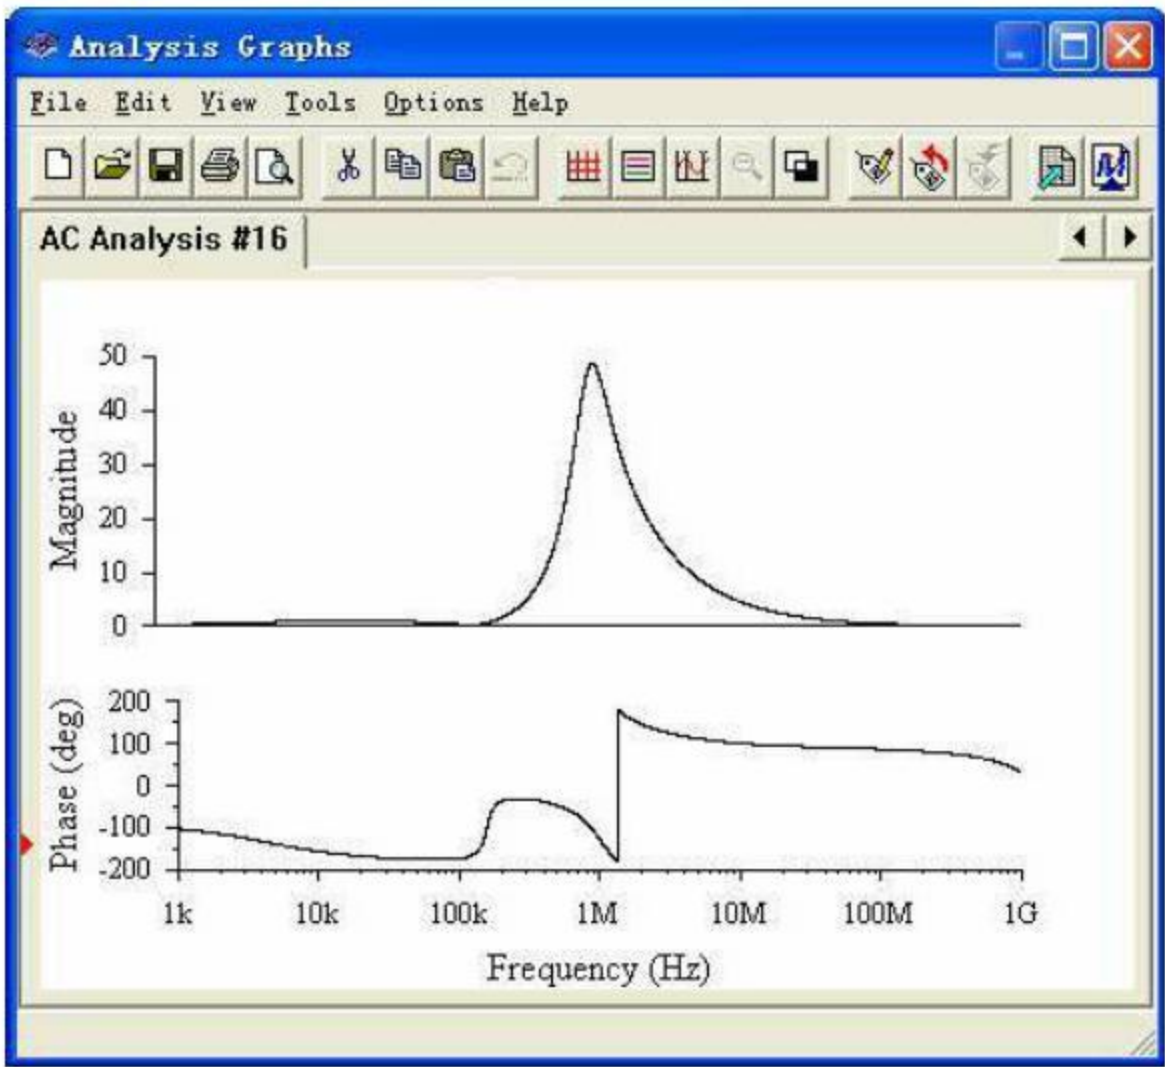 Analysis Graphs
File Edit View Tools Options Help
AC Analysis #16
50
40
30
20
10
0
Magnitude
200
100
0
-100
-200
Phase (deg)
1k 10k 100k 1M 10M 100M 1G
Frequency (Hz)